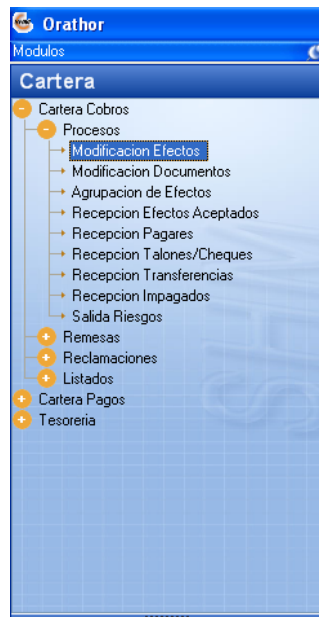 Orathor
Modulos
Cartera
Cartera Cobros
Procesos
Modificacion Efectos
Modificacion Documentos
Agrupacion de Efectos
Recepcion Efectos Aceptados
Recepcion Pagares
Recepcion Talones/Cheques
Recepcion Transferencias
Recepcion Impagados
Salida Riesgos
Remesas
Reclamaciones
Listados
Cartera Pagos
Tesoreria